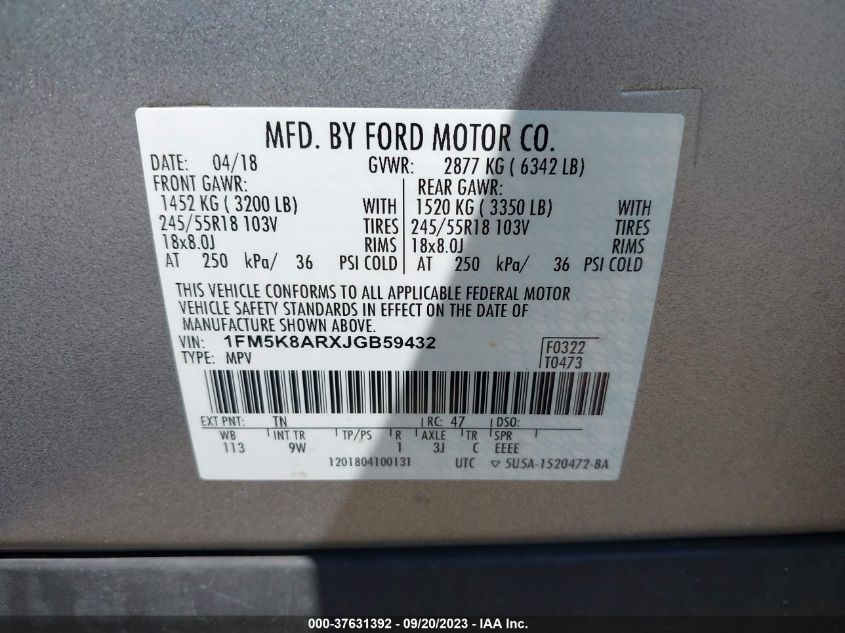 MFD. BY FORD MOTOR CO.
DATE: 04/18 GVWR: 2877 KG ( 6342 LB)
FRONT GAWR: REAR GAWR:
1452 KG ( 3200 LB) WITH 1520 KG ( 3350 LB) WITH
245/55R18 103V TIRES 245/55R18 103V TIRES
18x8.0J RIMS 18x8.0J RIMS
AT 250 kPa/ 36 PSI COLD AT 250 kPa/ 36 PSI COLD
THIS VEHICLE CONFORMS TO ALL APPLICABLE FEDERAL MOTOR
VEHICLE SAFETY STANDARDS IN EFFECT ON THE DATE OF
MANUFACTURE SHOWN ABOVE.
VIN: 1FM5K8ARXJGB59432 F0322
TYPE: MPV T0473
EXT PNT: TN RC: 47 DSO:
WB INT TR TP/PS R AXLE TR SPR
113 9W 1 3J C EEEE
1201804100131 UTC ▽ 5U5A-1520472-BA
000-37631392 - 09/20/2023 - IAA Inc.